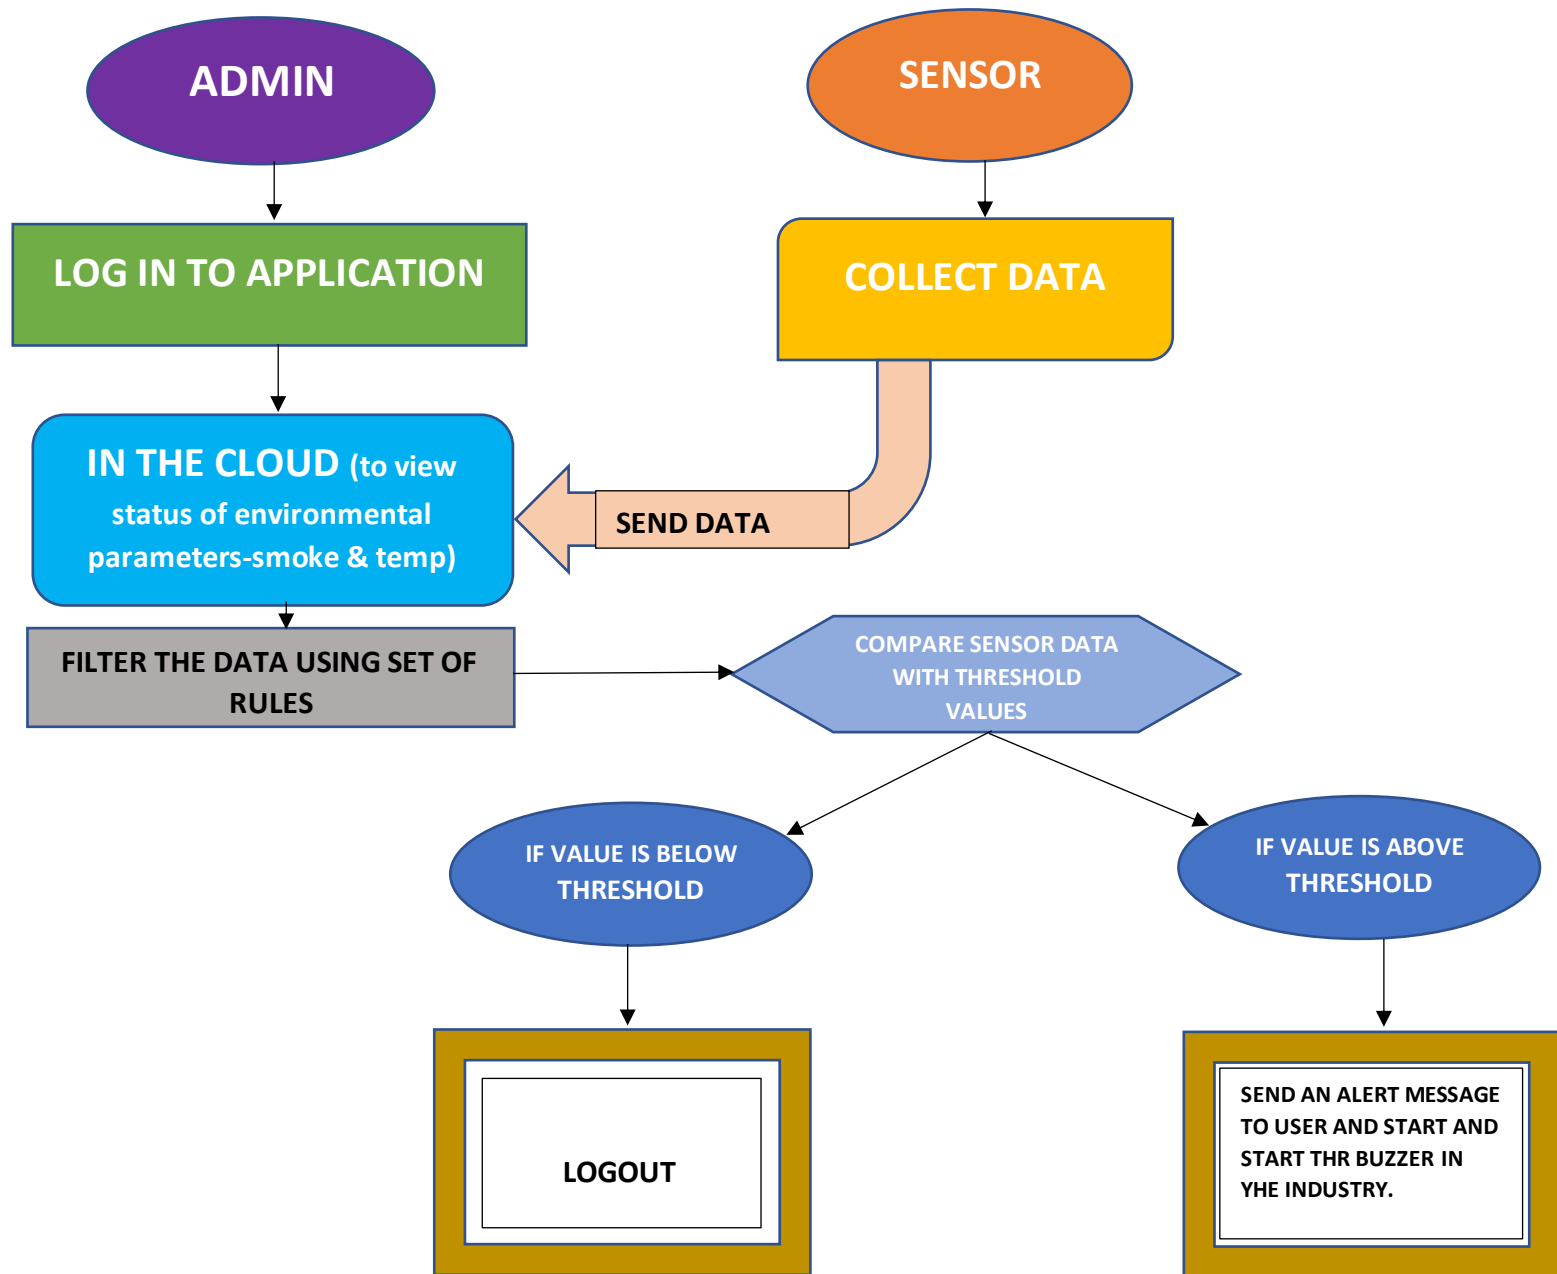 ADMIN
SENSOR
LOG IN TO APPLICATION
COLLECT DATA
IN THE CLOUD (to view
status of environmental
parameters-smoke & temp)
SEND DATA
FILTER THE DATA USING SET OF
RULES
COMPARE SENSOR DATA
WITH THRESHOLD
VALUES
IF VALUE IS BELOW
THRESHOLD
IF VALUE IS ABOVE
THRESHOLD
LOGOUT
SEND AN ALERT MESSAGE
TO USER AND START AND
START THR BUZZER IN
YHE INDUSTRY.